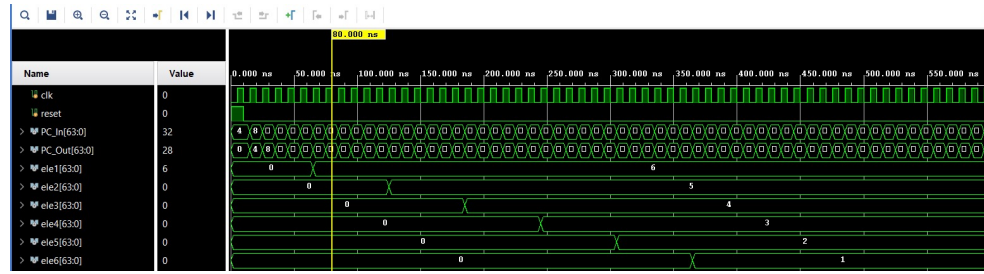 80.000 ns
Name Value 0.000 ns 50.000 ns 100.000 ns 150.000 ns 200.000 ns 250.000 ns 300.000 ns 350.000 ns 400.000 ns 450.000 ns 500.000 ns 550.000 ns
clk 0
reset 0
PC_In[63:0] 32 4 8
PC_Out[63:0] 28 0 4 8
ele1[63:0] 6 0 6
ele2[63:0] 0 0 5
ele3[63:0] 0 0 4
ele4[63:0] 0 0 3
ele5[63:0] 0 0 2
ele6[63:0] 0 0 1